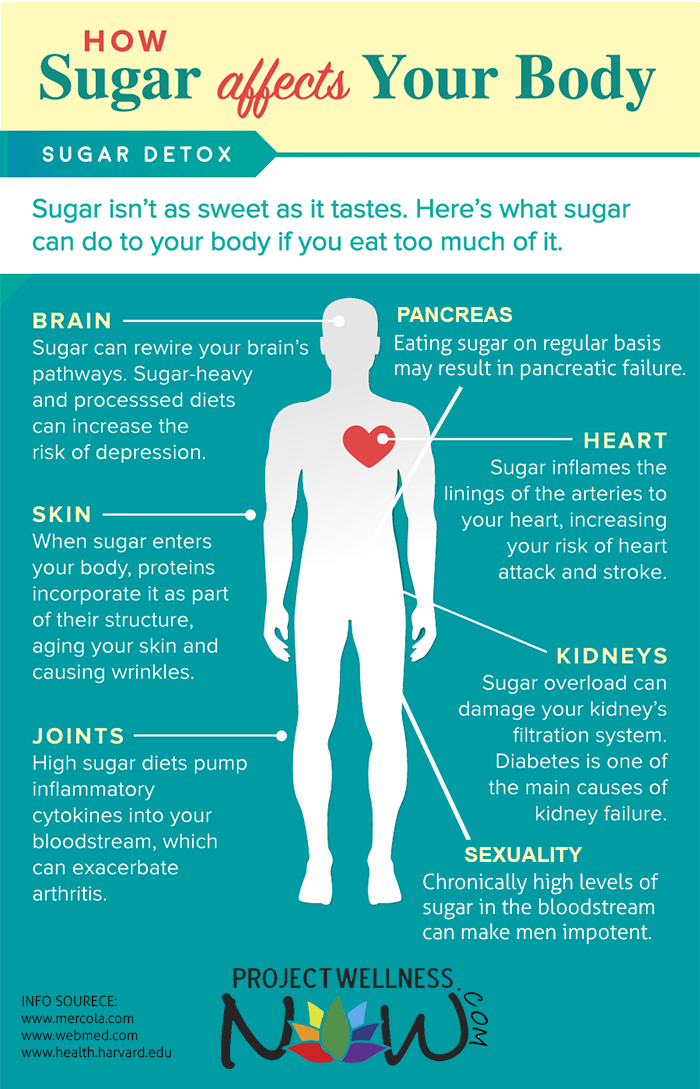 HOW
Sugar affects Your Body
SUGAR DETOX
Sugar isn't as sweet as it tastes. Here's what sugar
can do to your body if you eat too much of it.
BRAIN
Sugar can rewire your brain's
pathways. Sugar-heavy
and processsed diets
can increase the
risk of depression.
SKIN
When sugar enters
your body, proteins
incorporate it as part
of their structure,
aging your skin and
causing wrinkles.
JOINTS
High sugar diets pump
inflammatory
cytokines into your
bloodstream, which
can exacerbate
arthritis.
PANCREAS
Eating sugar on regular basis
may result in pancreatic failure.
HEART
Sugar inflames the
linings of the arteries to
your heart, increasing
your risk of heart
attack and stroke.
KIDNEYS
Sugar overload can
damage your kidney's
filtration system.
Diabetes is one of
the main causes of
kidney failure.
SEXUALITY
Chronically high levels of
sugar in the bloodstream
can make men impotent.
INFO SOURECE:
www.mercola.com
www.webmed.com
www.health.harvard.edu
PROJECTWELLNESS
NOW.COM